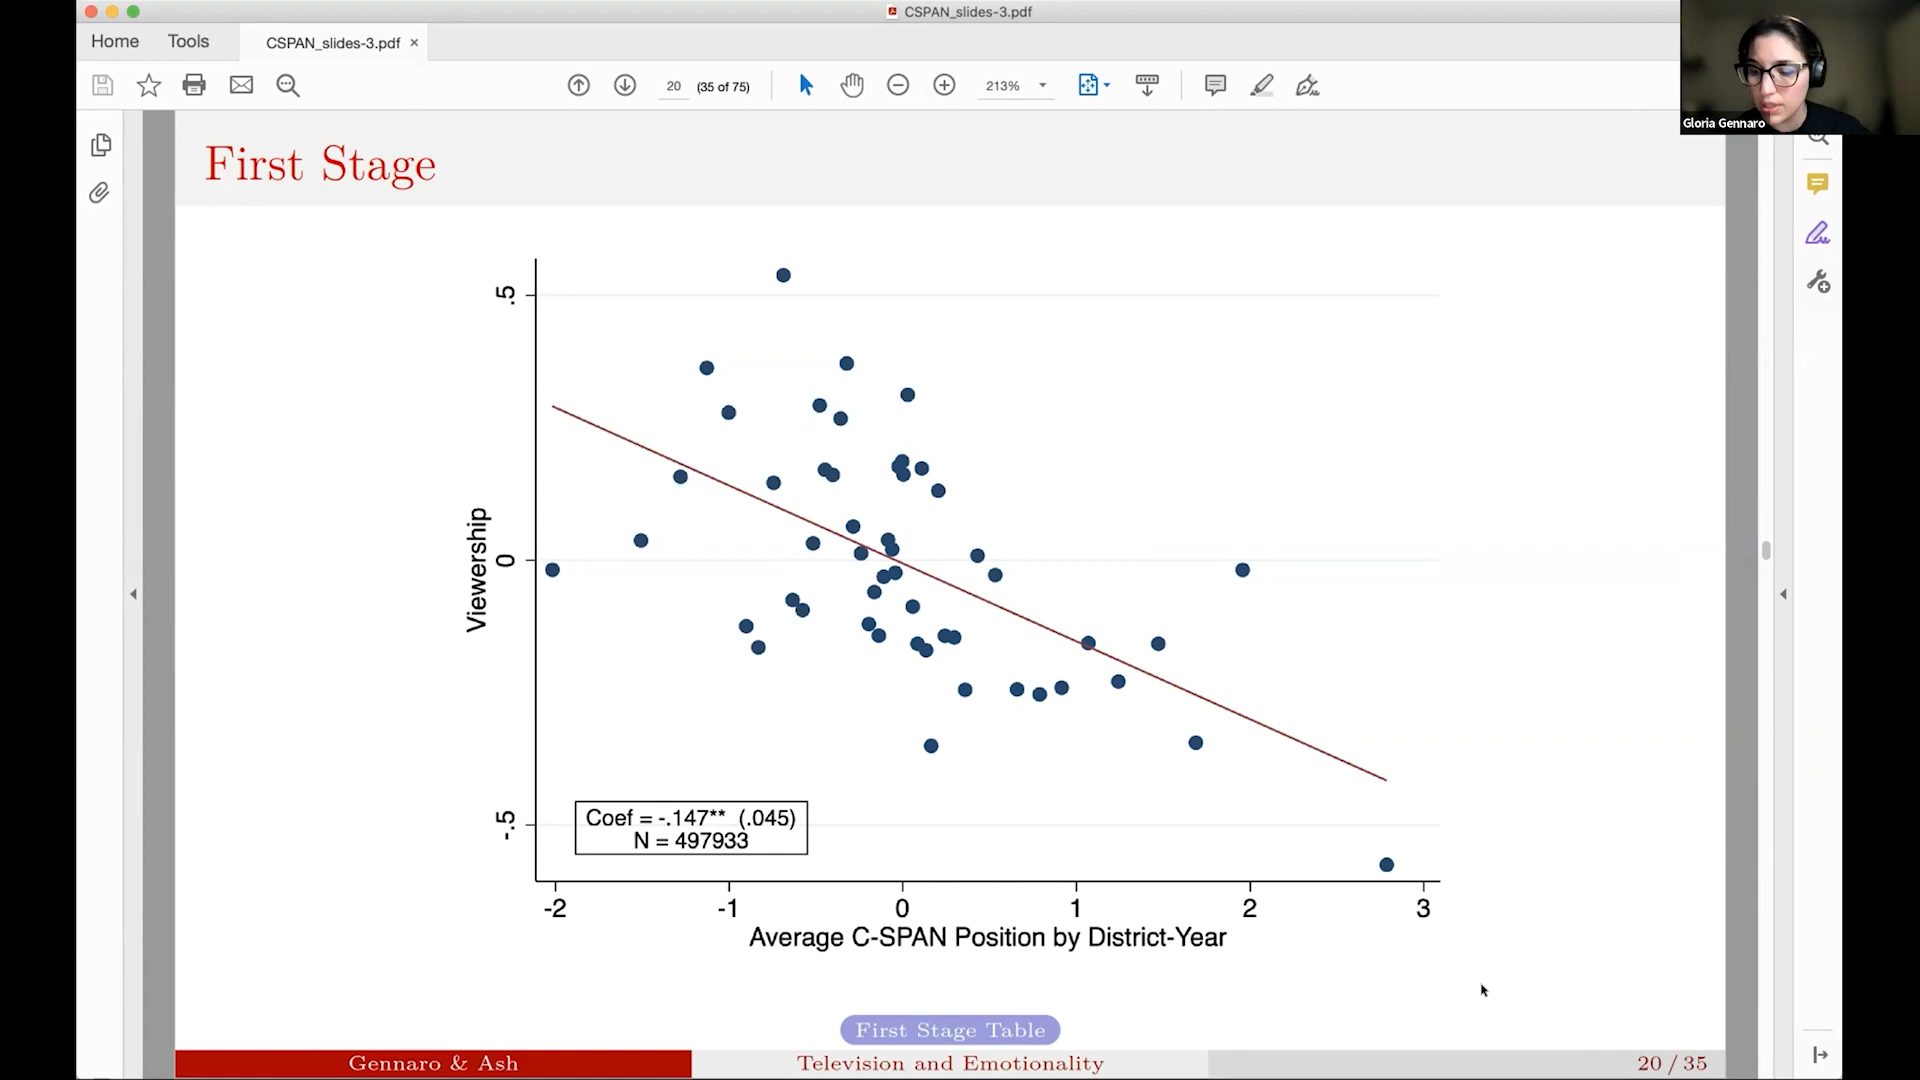 CSPAN_slides-3.pdf
Home Tools CSPAN_slides-3.pdf ×
20 (35 of 75) 213%
Gloria Gennaro
First Stage
.5
0
-.5
Viewership
Coef = -.147** (.045)
N = 497933
-2 -1 0 1 2 3
Average C-SPAN Position by District-Year
First Stage Table
Gennaro & Ash Television and Emotionality 20 / 35